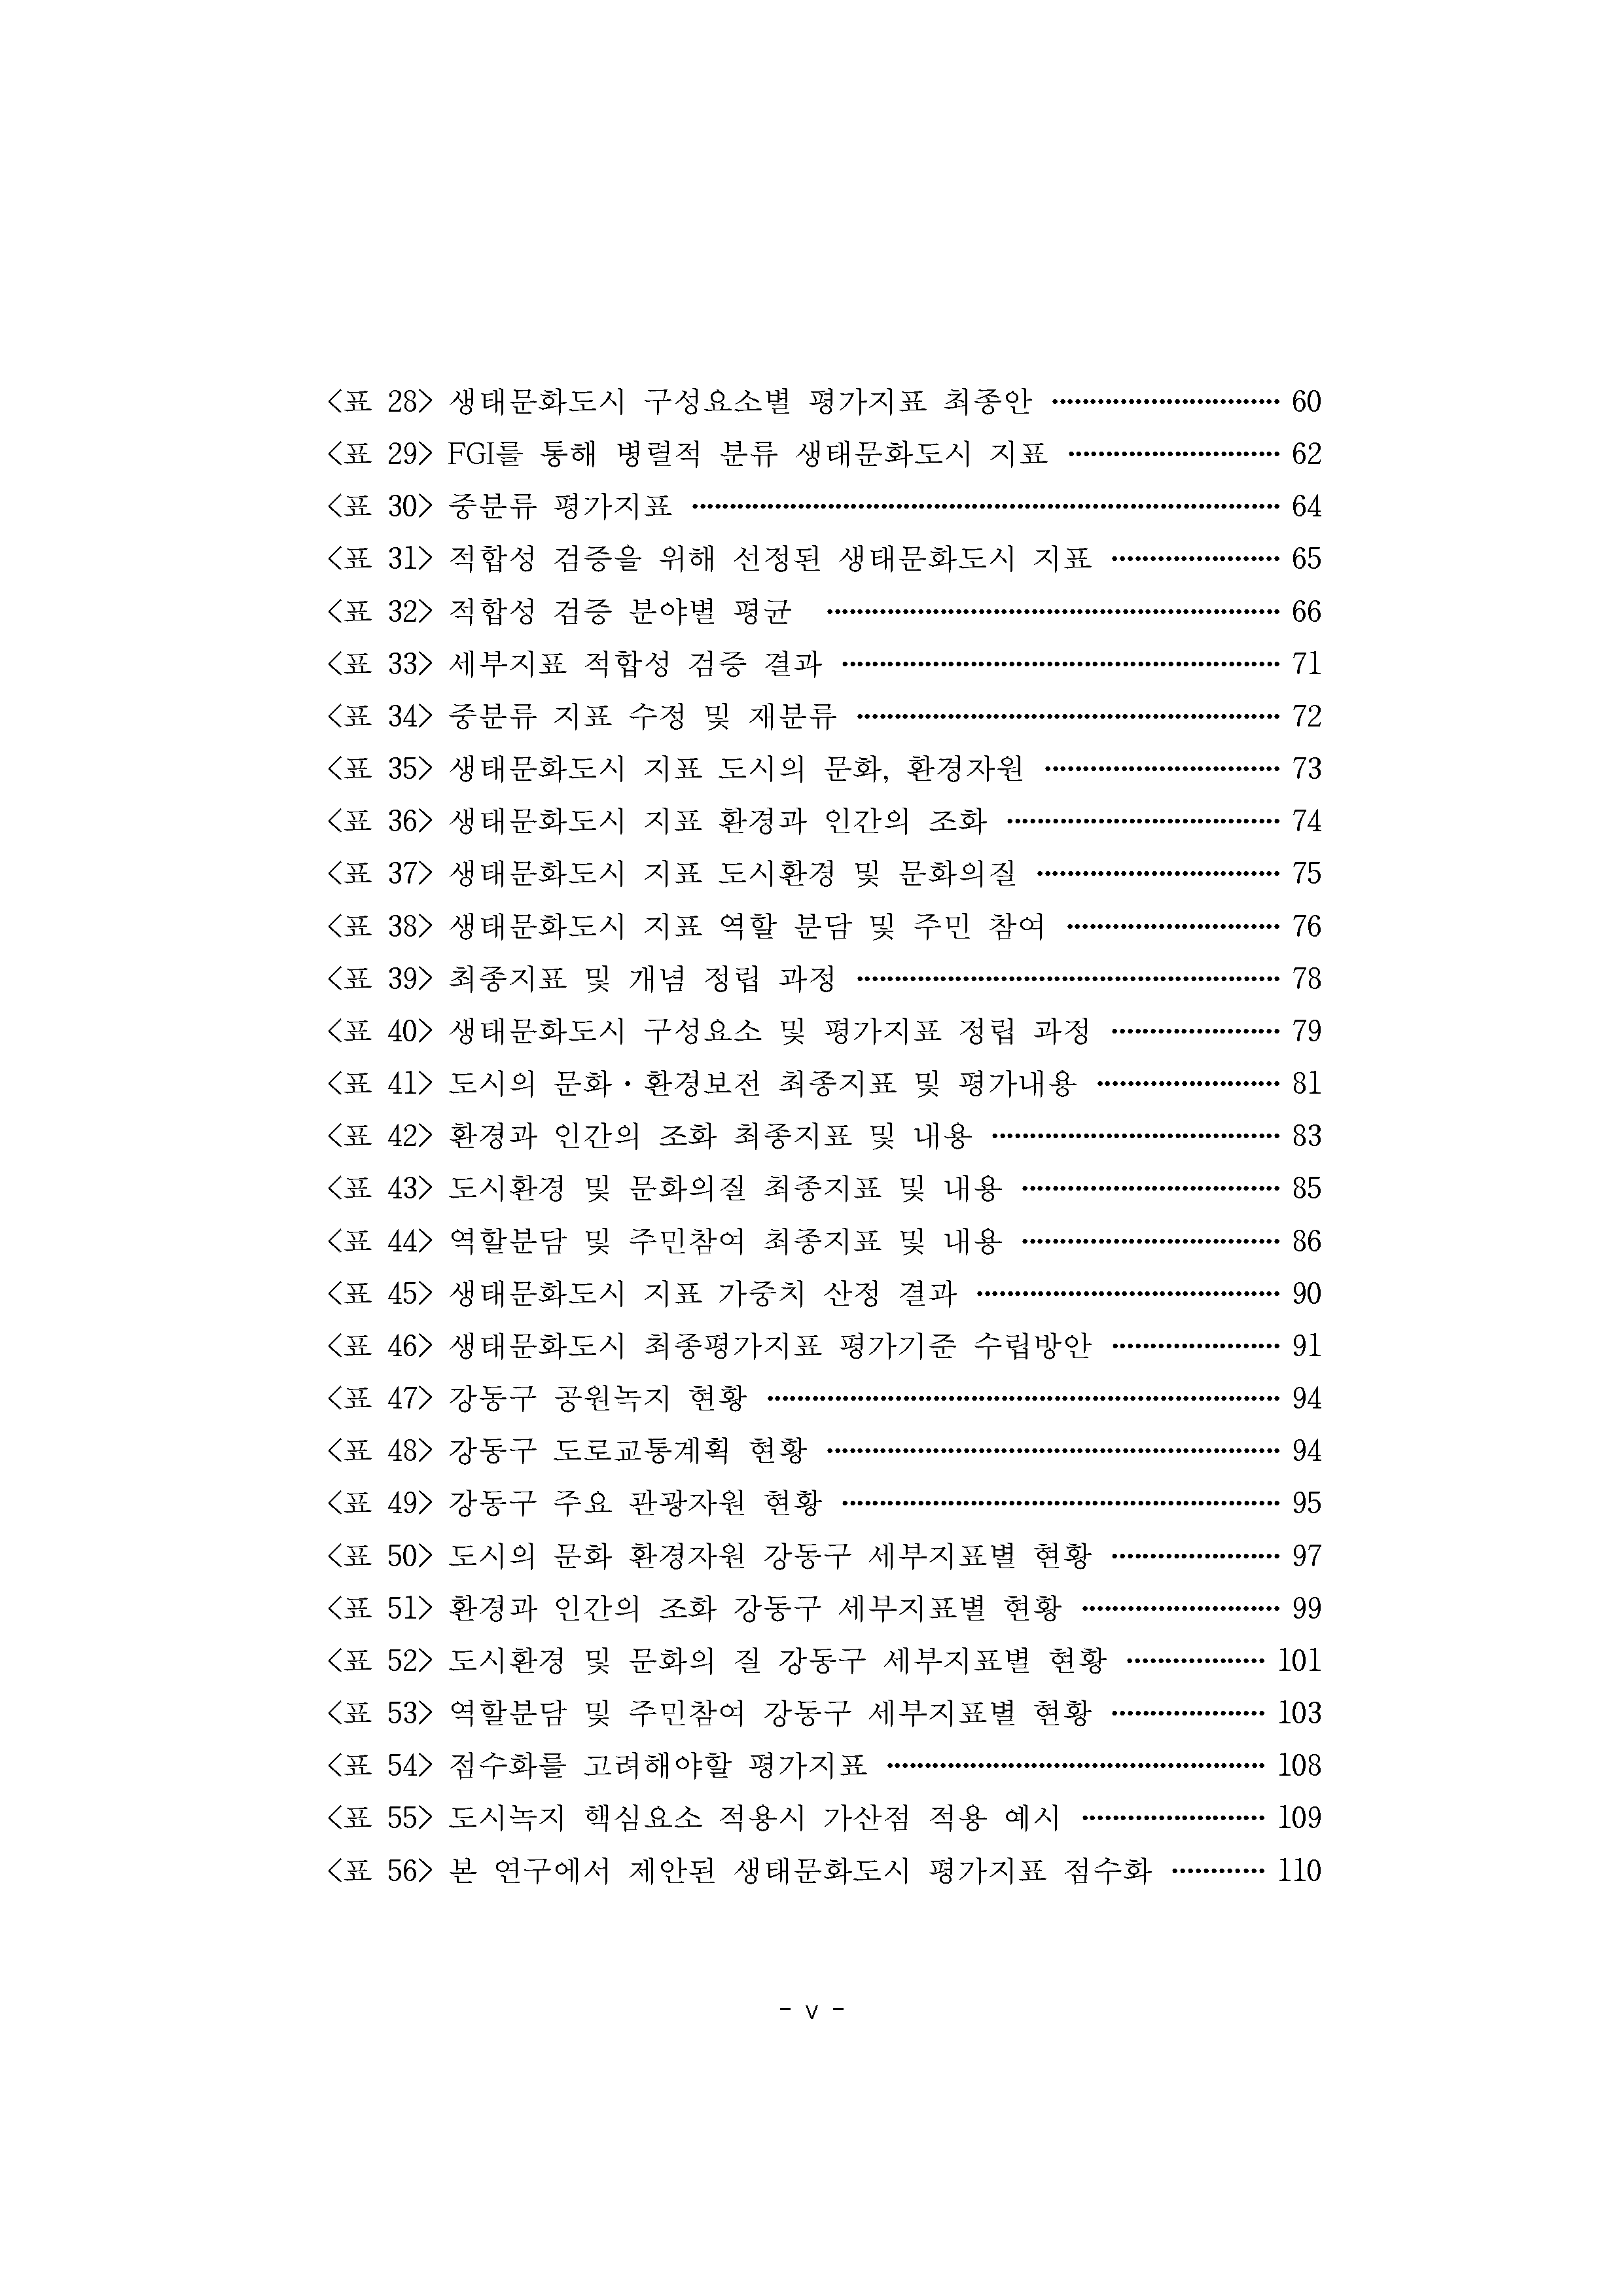 <표 28> 생태문화도시 구성요소별 평가지표 최종안 ······························ 60
<표 29> FGI를 통해 병렬적 분류 생태문화도시 지표 ···························· 62
<표 30> 중분류 평가지표 ·············································································· 64
<표 31> 적합성 검증을 위해 선정된 생태문화도시 지표 ······················ 65
<표 32> 적합성 검증 분야별 평균 ···························································· 66
<표 33> 세부지표 적합성 검증 결과 ·························································· 71
<표 34> 중분류 지표 수정 및 재분류 ························································ 72
<표 35> 생태문화도시 지표 도시의 문화, 환경자원 ······························· 73
<표 36> 생태문화도시 지표 환경과 인간의 조화 ···································· 74
<표 37> 생태문화도시 지표 도시환경 및 문화의질 ································ 75
<표 38> 생태문화도시 지표 역할 분담 및 주민 참여 ···························· 76
<표 39> 최종지표 및 개념 정립 과정 ························································ 78
<표 40> 생태문화도시 구성요소 및 평가지표 정립 과정 ······················ 79
<표 41> 도시의 문화·환경보전 최종지표 및 평가내용 ························ 81
<표 42> 환경과 인간의 조화 최종지표 및 내용 ······································ 83
<표 43> 도시환경 및 문화의질 최종지표 및 내용 ·································· 85
<표 44> 역할분담 및 주민참여 최종지표 및 내용 ·································· 86
<표 45> 생태문화도시 지표 가중치 산정 결과 ········································ 90
<표 46> 생태문화도시 최종평가지표 평가기준 수립방안 ······················ 91
<표 47> 강동구 공원녹지 현황 ···································································· 94
<표 48> 강동구 도로교통계획 현황 ···························································· 94
<표 49> 강동구 주요 관광자원 현황 ·························································· 95
<표 50> 도시의 문화 환경자원 강동구 세부지표별 현황 ······················ 97
<표 51> 환경과 인간의 조화 강동구 세부지표별 현황 ·························· 99
<표 52> 도시환경 및 문화의 질 강동구 세부지표별 현황 ·················· 101
<표 53> 역할분담 및 주민참여 강동구 세부지표별 현황 ···················· 103
<표 54> 점수화를 고려해야할 평가지표 ·················································· 108
<표 55> 도시녹지 핵심요소 적용시 가산점 적용 예시 ························ 109
<표 56> 본 연구에서 제안된 생태문화도시 평가지표 점수화 ············ 110
- v -